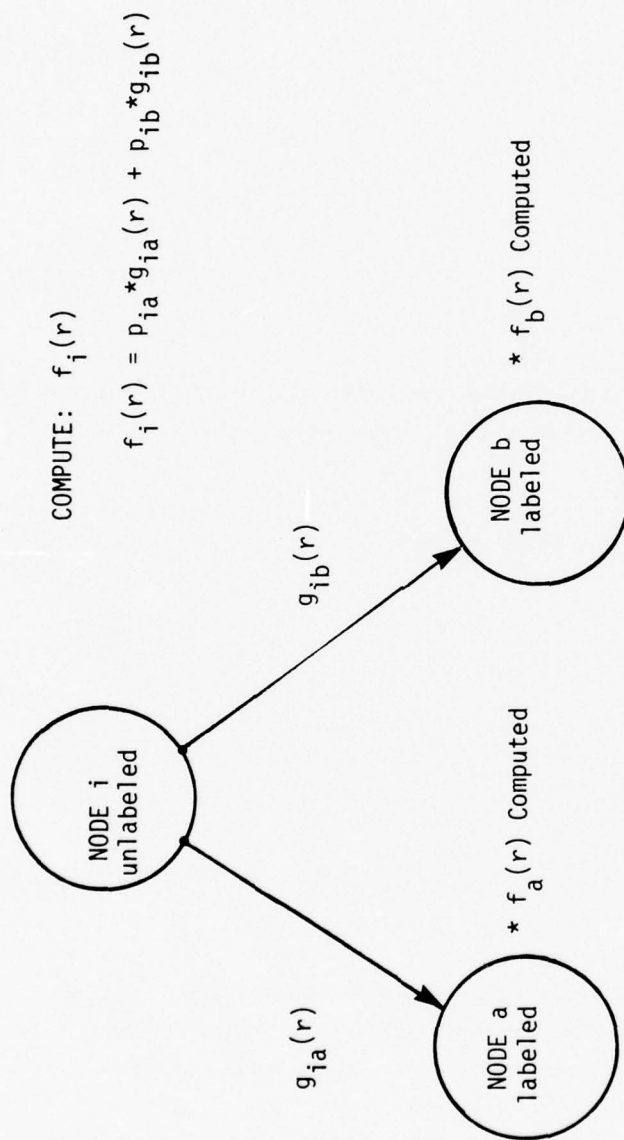 COMPUTE: f_i(r)
f_i(r) = p_ia*g_ia(r) + p_ib*g_ib(r)
NODE i
unlabeled
g_ia(r)
g_ib(r)
NODE a
labeled
* f_a(r) Computed
NODE b
labeled
* f_b(r) Computed